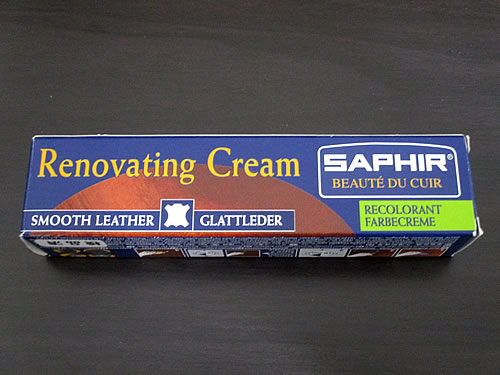 Renovating Cream
SAPHIR®
BEAUTÉ DU CUIR
SMOOTH LEATHER
GLATTLEDER
RECOLORANT
FARBECREME